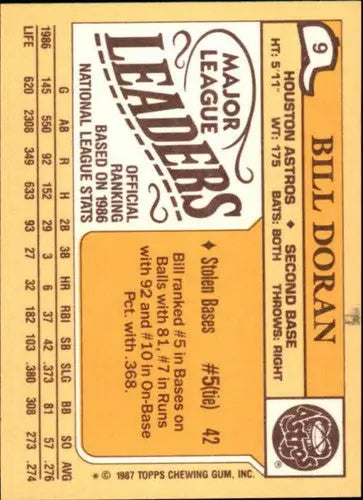 9
BILL DORAN
HOUSTON ASTROS ♦ SECOND BASE
HT: 5'11" WT: 175 BATS: BOTH THROWS: RIGHT
Astros
MAJOR
LEAGUE
LEADERS
OFFICIAL
RANKING
BASED ON 1986
NATIONAL LEAGUE STATS
♦ Stolen Bases #5(tie) 42
Bill ranked #5 in Bases on
Balls with 81, #7 in Runs
with 92 and #10 in On-Base
Pct. with .368.
G AB R H 2B 3B HR RBI SB SLG BB SO AVG
1986 145 550 92 152 29 3 6 37 42 .373 81 57 .276
LIFE 620 2308 349 633 93 27 32 182 103 .380 308 273 .274
* © 1987 TOPPS CHEWING GUM, INC.